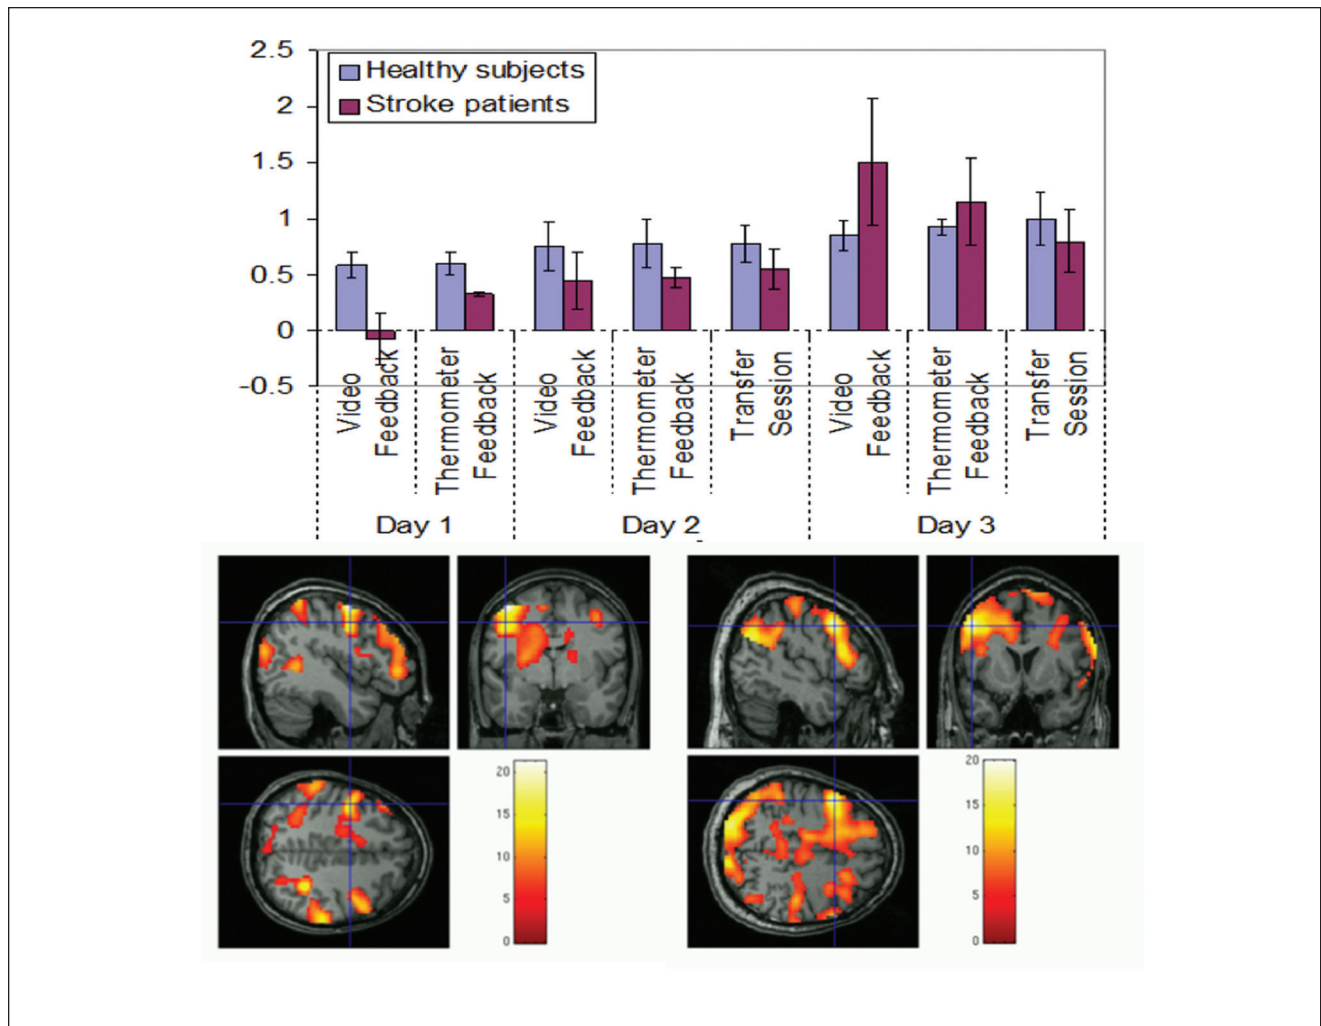 2.5
2
1.5
1
0.5
0
-0.5
Healthy subjects
Stroke patients
Video
Feedback
Thermometer
Feedback
Video
Feedback
Thermometer
Feedback
Transfer
Session
Video
Feedback
Thermometer
Feedback
Transfer
Session
Day 1
Day 2
Day 3
20
15
10
5
0
20
15
10
5
0